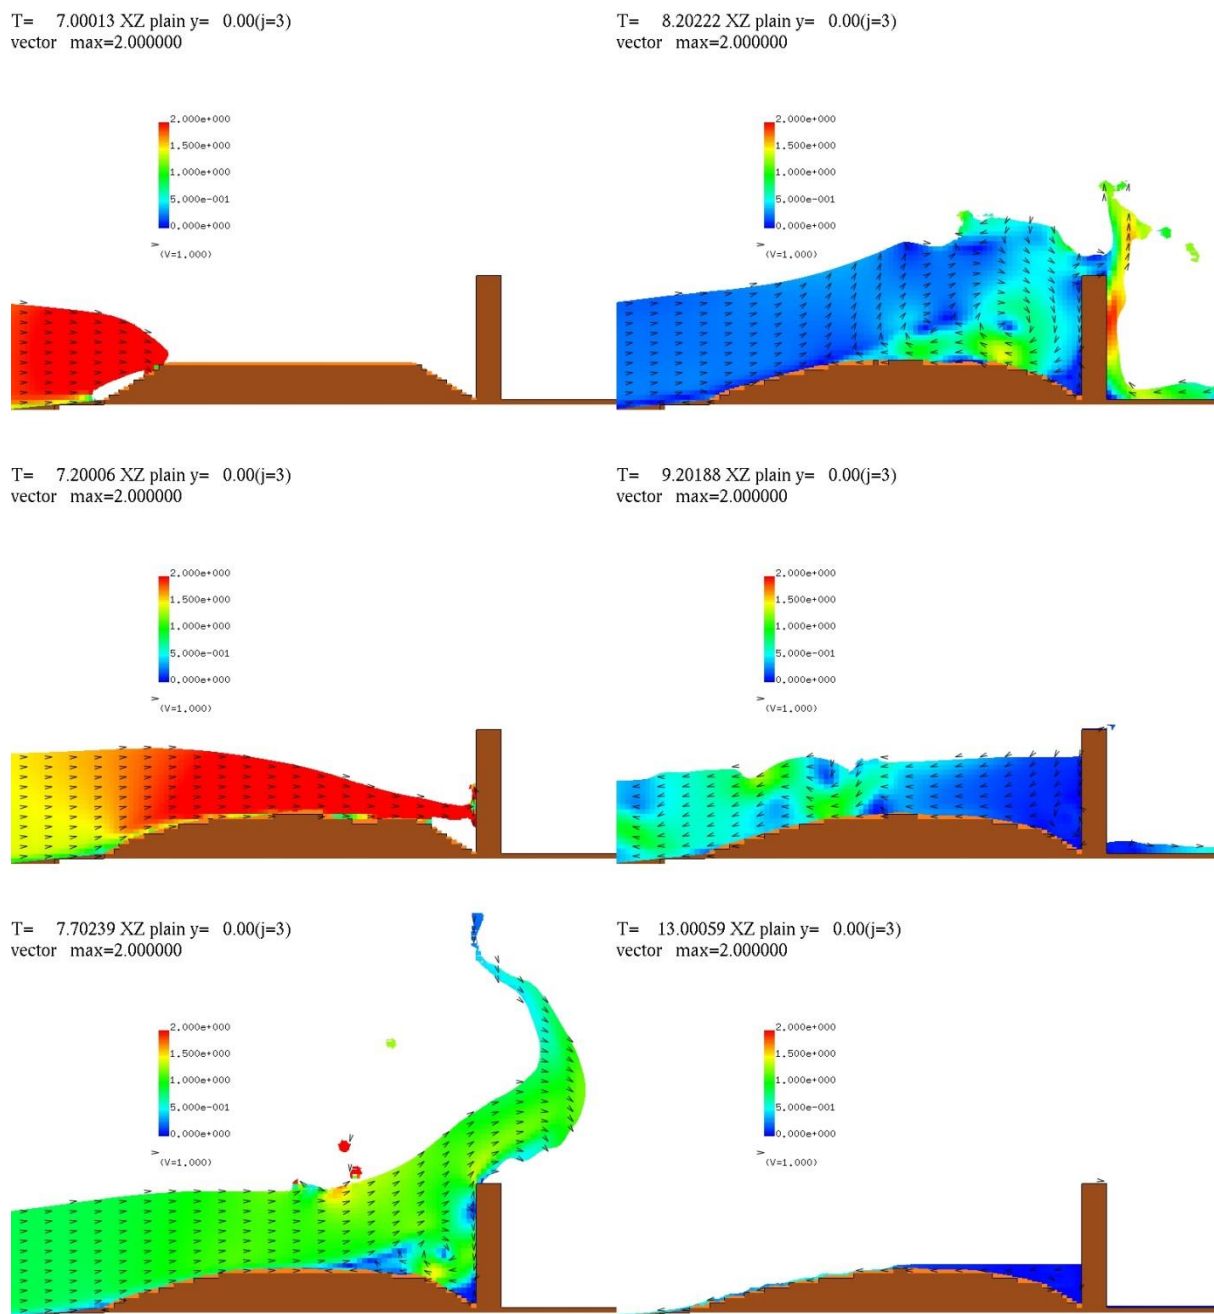 T= 7.00013 XZ plain y= 0.00(j=3)
vector max=2.000000
2.000e+000
1.500e+000
1.000e+000
5.000e-001
0.000e+000
(V=1.000)
T= 8.20222 XZ plain y= 0.00(j=3)
vector max=2.000000
2.000e+000
1.500e+000
1.000e+000
5.000e-001
0.000e+000
(V=1.000)
T= 7.20006 XZ plain y= 0.00(j=3)
vector max=2.000000
2.000e+000
1.500e+000
1.000e+000
5.000e-001
0.000e+000
(V=1.000)
T= 9.20188 XZ plain y= 0.00(j=3)
vector max=2.000000
2.000e+000
1.500e+000
1.000e+000
5.000e-001
0.000e+000
(V=1.000)
T= 7.70239 XZ plain y= 0.00(j=3)
vector max=2.000000
2.000e+000
1.500e+000
1.000e+000
5.000e-001
0.000e+000
(V=1.000)
T= 13.00059 XZ plain y= 0.00(j=3)
vector max=2.000000
2.000e+000
1.500e+000
1.000e+000
5.000e-001
0.000e+000
(V=1.000)